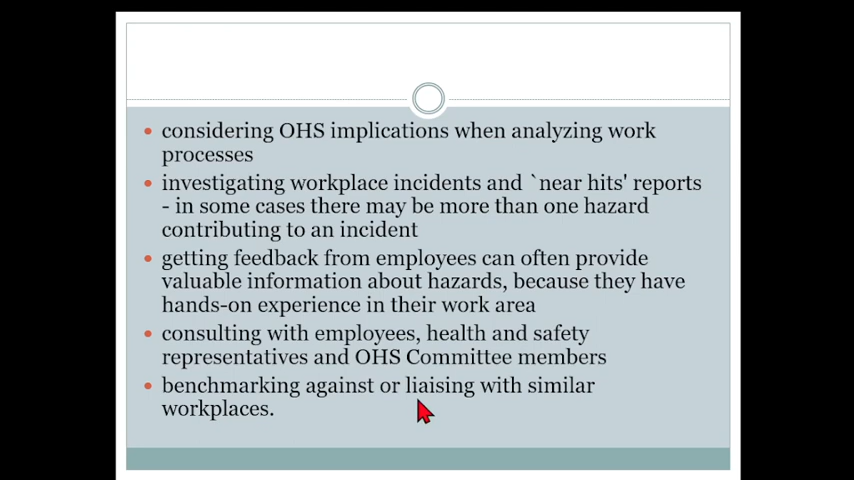 • considering OHS implications when analyzing work
processes
• investigating workplace incidents and `near hits' reports
- in some cases there may be more than one hazard
contributing to an incident
• getting feedback from employees can often provide
valuable information about hazards, because they have
hands-on experience in their work area
• consulting with employees, health and safety
representatives and OHS Committee members
• benchmarking against or liaising with similar
workplaces.